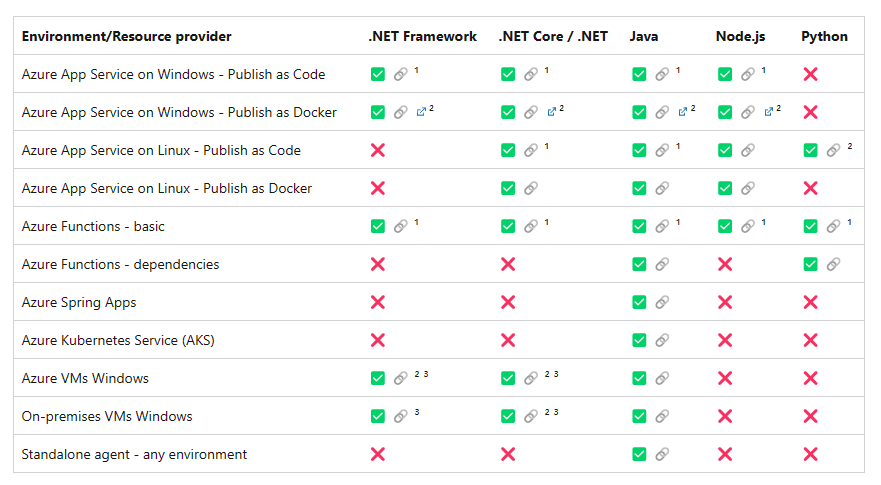 Environment/Resource provider .NET Framework .NET Core / .NET Java Node.js Python
Azure App Service on Windows - Publish as Code ✅ 🔗 1 ✅ 🔗 1 ✅ 🔗 1 ✅ 🔗 1 ❌
Azure App Service on Windows - Publish as Docker ✅ 🔗 2 ✅ 🔗 2 ✅ 🔗 2 ✅ 🔗 2 ❌
Azure App Service on Linux - Publish as Code ❌ ✅ 🔗 1 ✅ 🔗 1 ✅ 🔗 ✅ 🔗 2
Azure App Service on Linux - Publish as Docker ❌ ✅ 🔗 ✅ 🔗 ✅ 🔗 ❌
Azure Functions - basic ✅ 🔗 1 ✅ 🔗 1 ✅ 🔗 1 ✅ 🔗 1 ✅ 🔗 1
Azure Functions - dependencies ❌ ❌ ✅ 🔗 ❌ ✅ 🔗
Azure Spring Apps ❌ ❌ ✅ 🔗 ❌ ❌
Azure Kubernetes Service (AKS) ❌ ❌ ✅ 🔗 ❌ ❌
Azure VMs Windows ✅ 🔗 2 3 ✅ 🔗 2 3 ✅ 🔗 ❌ ❌
On-premises VMs Windows ✅ 🔗 3 ✅ 🔗 2 3 ✅ 🔗 ❌ ❌
Standalone agent - any environment ❌ ❌ ✅ 🔗 ❌ ❌